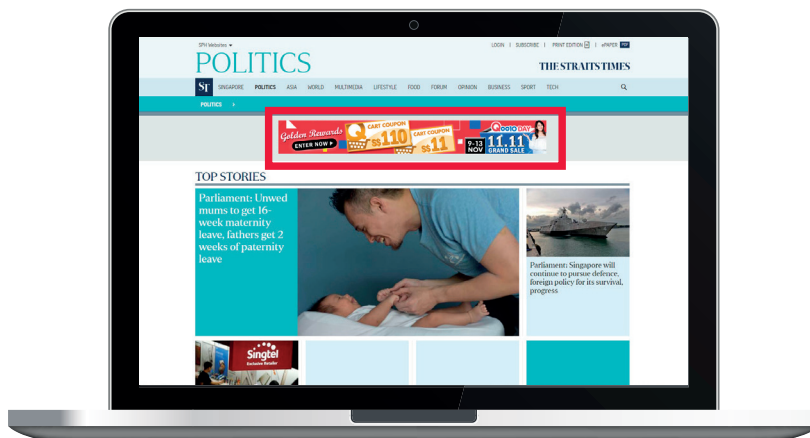 SPH Websites
LOGIN | SUBSCRIBE | PRINT EDITION | ePAPER PDF
POLITICS
THE STRAITS TIMES
ST SINGAPORE POLITICS ASIA WORLD MULTIMEDIA LIFESTYLE FOOD FORUM OPINION BUSINESS SPORT TECH
POLITICS
Golden Rewards
ENTER NOW
CART COUPON
S$110
CART COUPON
S$11
9-13
NOV
Qoo10 DAY
11.11
GRAND SALE
TOP STORIES
Parliament: Unwed
mums to get 16-
week maternity
leave, fathers get 2
weeks of paternity
leave
Parliament: Singapore will
continue to pursue defence,
foreign policy for its survival,
progress
Singtel
Exclusive Retailer